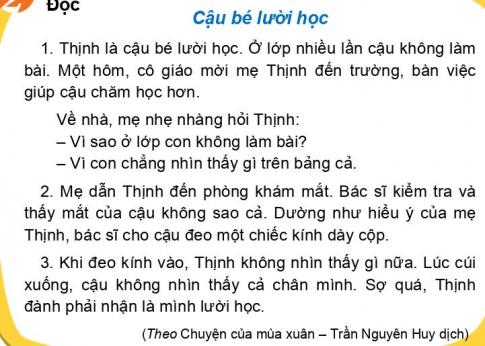 2
Đọc
Cậu bé lười học
1. Thịnh là cậu bé lười học. Ở lớp nhiều lần cậu không làm
bài. Một hôm, cô giáo mời mẹ Thịnh đến trường, bàn việc
giúp cậu chăm học hơn.
Về nhà, mẹ nhẹ nhàng hỏi Thịnh:
– Vì sao ở lớp con không làm bài?
– Vì con chẳng nhìn thấy gì trên bảng cả.
2. Mẹ dẫn Thịnh đến phòng khám mắt. Bác sĩ kiểm tra và
thấy mắt của cậu không sao cả. Dường như hiểu ý của mẹ
Thịnh, bác sĩ cho cậu đeo một chiếc kính dày cộp.
3. Khi đeo kính vào, Thịnh không nhìn thấy gì nữa. Lúc cúi
xuống, cậu không nhìn thấy cả chân mình. Sợ quá, Thịnh
đành phải nhận là mình lười học.
(Theo Chuyện của mùa xuân – Trần Nguyên Huy dịch)